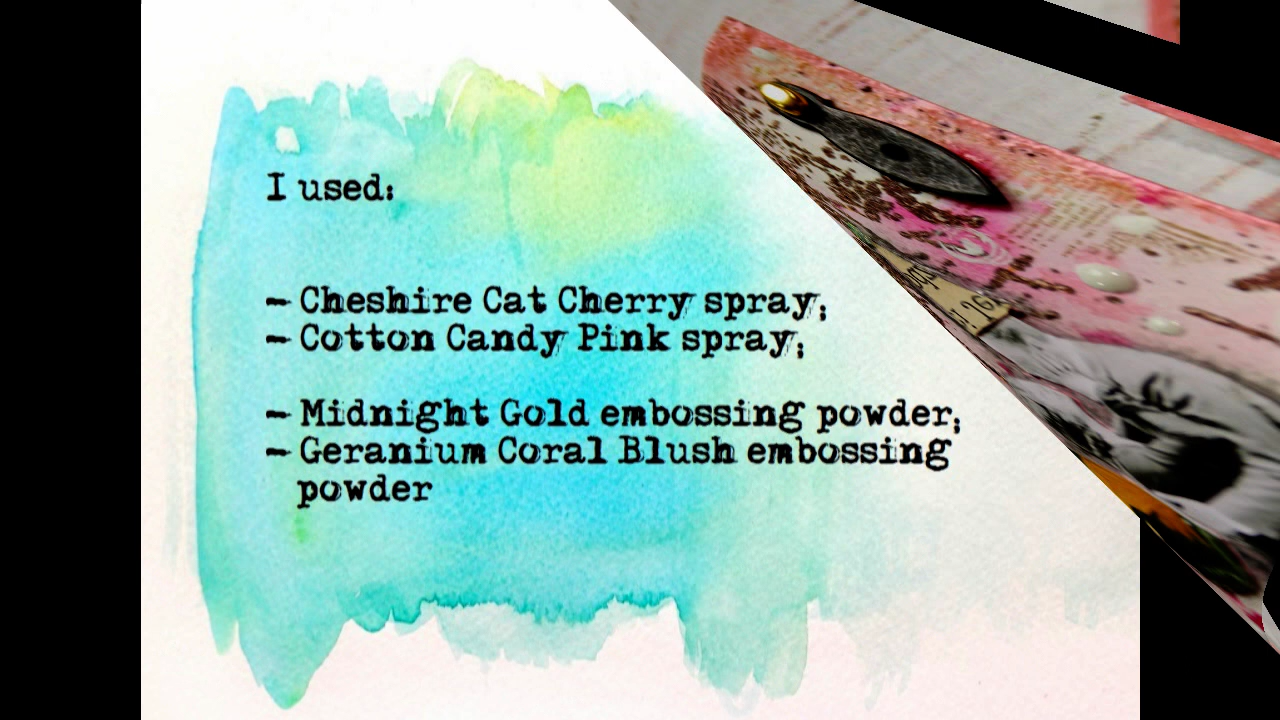 I used:
– Cheshire Cat Cherry spray;
– Cotton Candy Pink spray;
– Midnight Gold embossing powder;
– Geranium Coral Blush embossing
powder